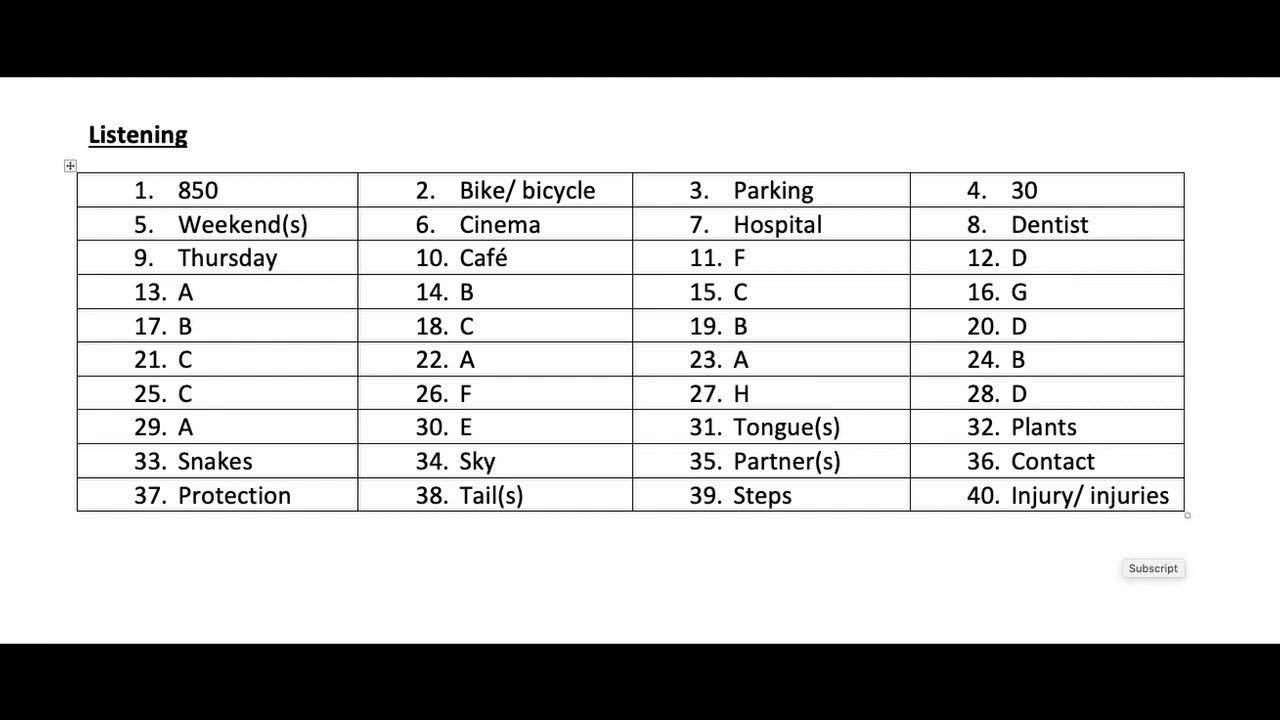 Listening
1. 850 2. Bike/ bicycle 3. Parking 4. 30
5. Weekend(s) 6. Cinema 7. Hospital 8. Dentist
9. Thursday 10. Café 11. F 12. D
13. A 14. B 15. C 16. G
17. B 18. C 19. B 20. D
21. C 22. A 23. A 24. B
25. C 26. F 27. H 28. D
29. A 30. E 31. Tongue(s) 32. Plants
33. Snakes 34. Sky 35. Partner(s) 36. Contact
37. Protection 38. Tail(s) 39. Steps 40. Injury/ injuries
Subscript